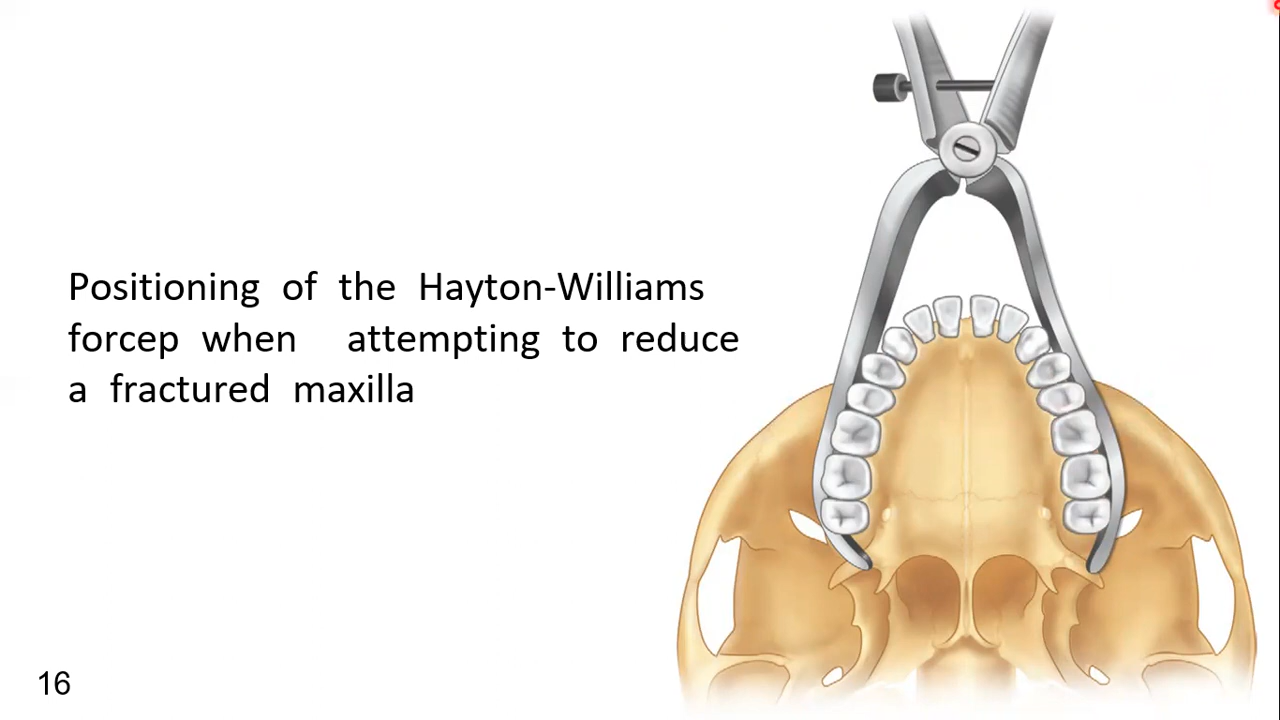 Positioning of the Hayton-Williams
forcep when attempting to reduce
a fractured maxilla
16